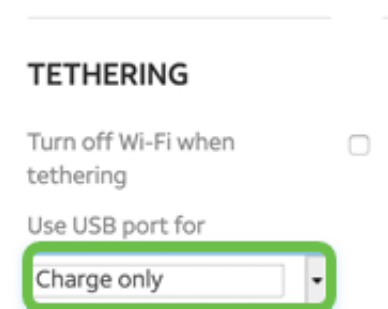 TETHERING
Turn off Wi-Fi when
tethering
Use USB port for
Charge only